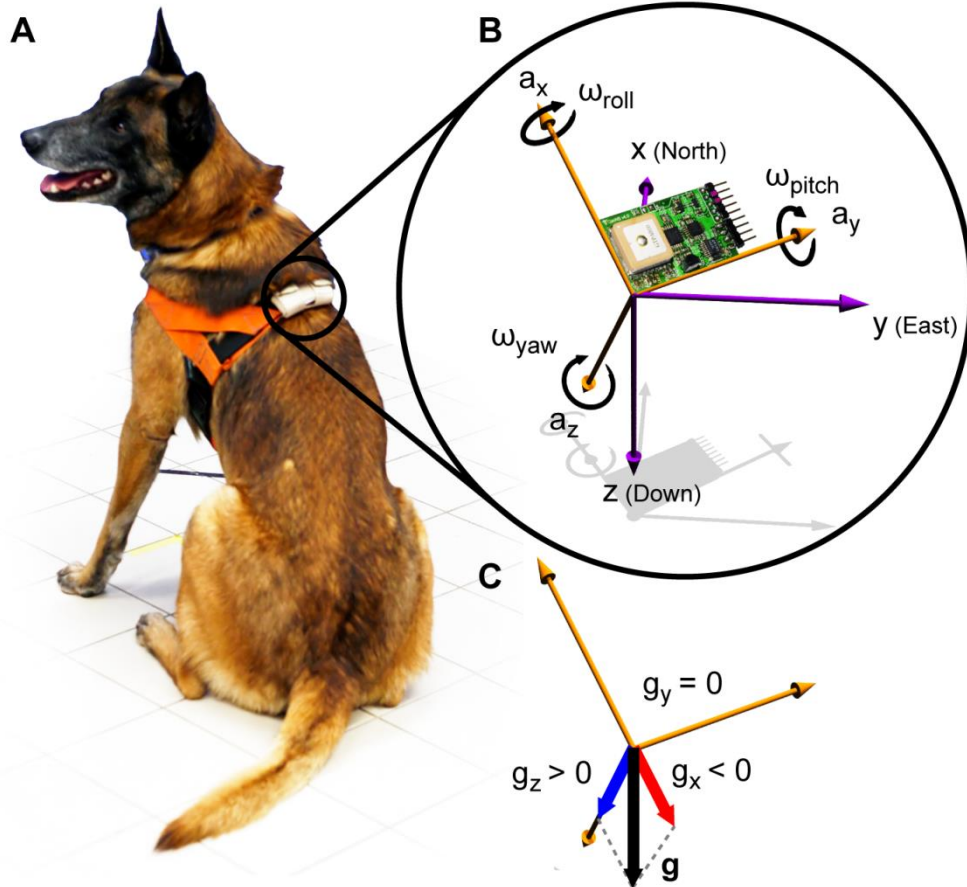 A
B
a_x
ω_roll
x (North)
ω_pitch
a_y
y (East)
ω_yaw
a_z
z (Down)
C
g_y = 0
g_z > 0
g_x < 0
g